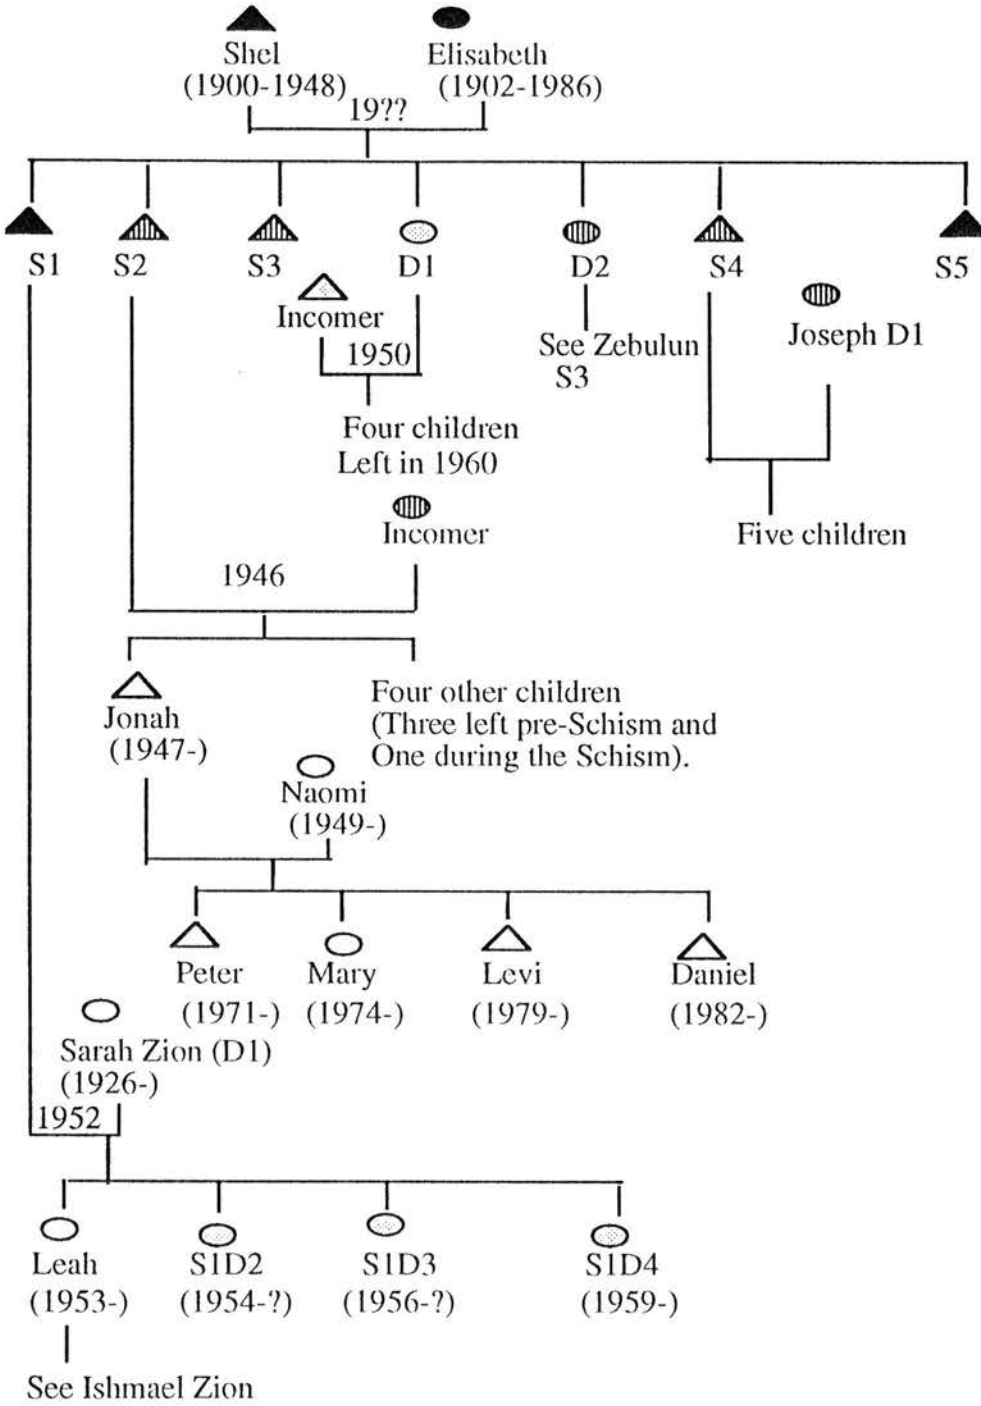 Shel
(1900-1948)
Elisabeth
(1902-1986)
19??
S1
S2
S3
D1
D2
S4
S5
Incomer
1950
Four children
Left in 1960
See Zebulun
S3
Joseph D1
Five children
Incomer
1946
Jonah
(1947-)
Four other children
(Three left pre-Schism and
One during the Schism).
Naomi
(1949-)
Peter
(1971-)
Mary
(1974-)
Levi
(1979-)
Daniel
(1982-)
Sarah Zion (D1)
(1926-)
1952
Leah
(1953-)
S1D2
(1954-?)
S1D3
(1956-?)
S1D4
(1959-)
See Ishmael Zion